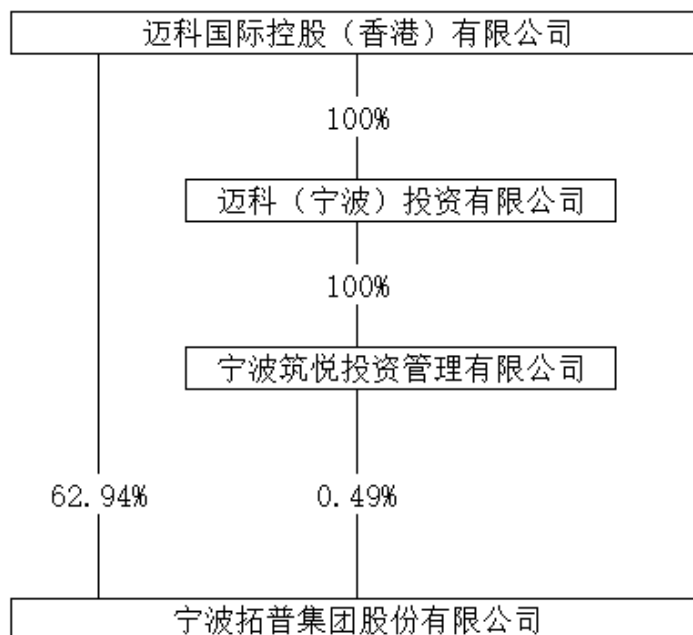 迈科国际控股（香港）有限公司
100%
迈科（宁波）投资有限公司
100%
宁波筑悦投资管理有限公司
62.94%
0.49%
宁波拓普集团股份有限公司